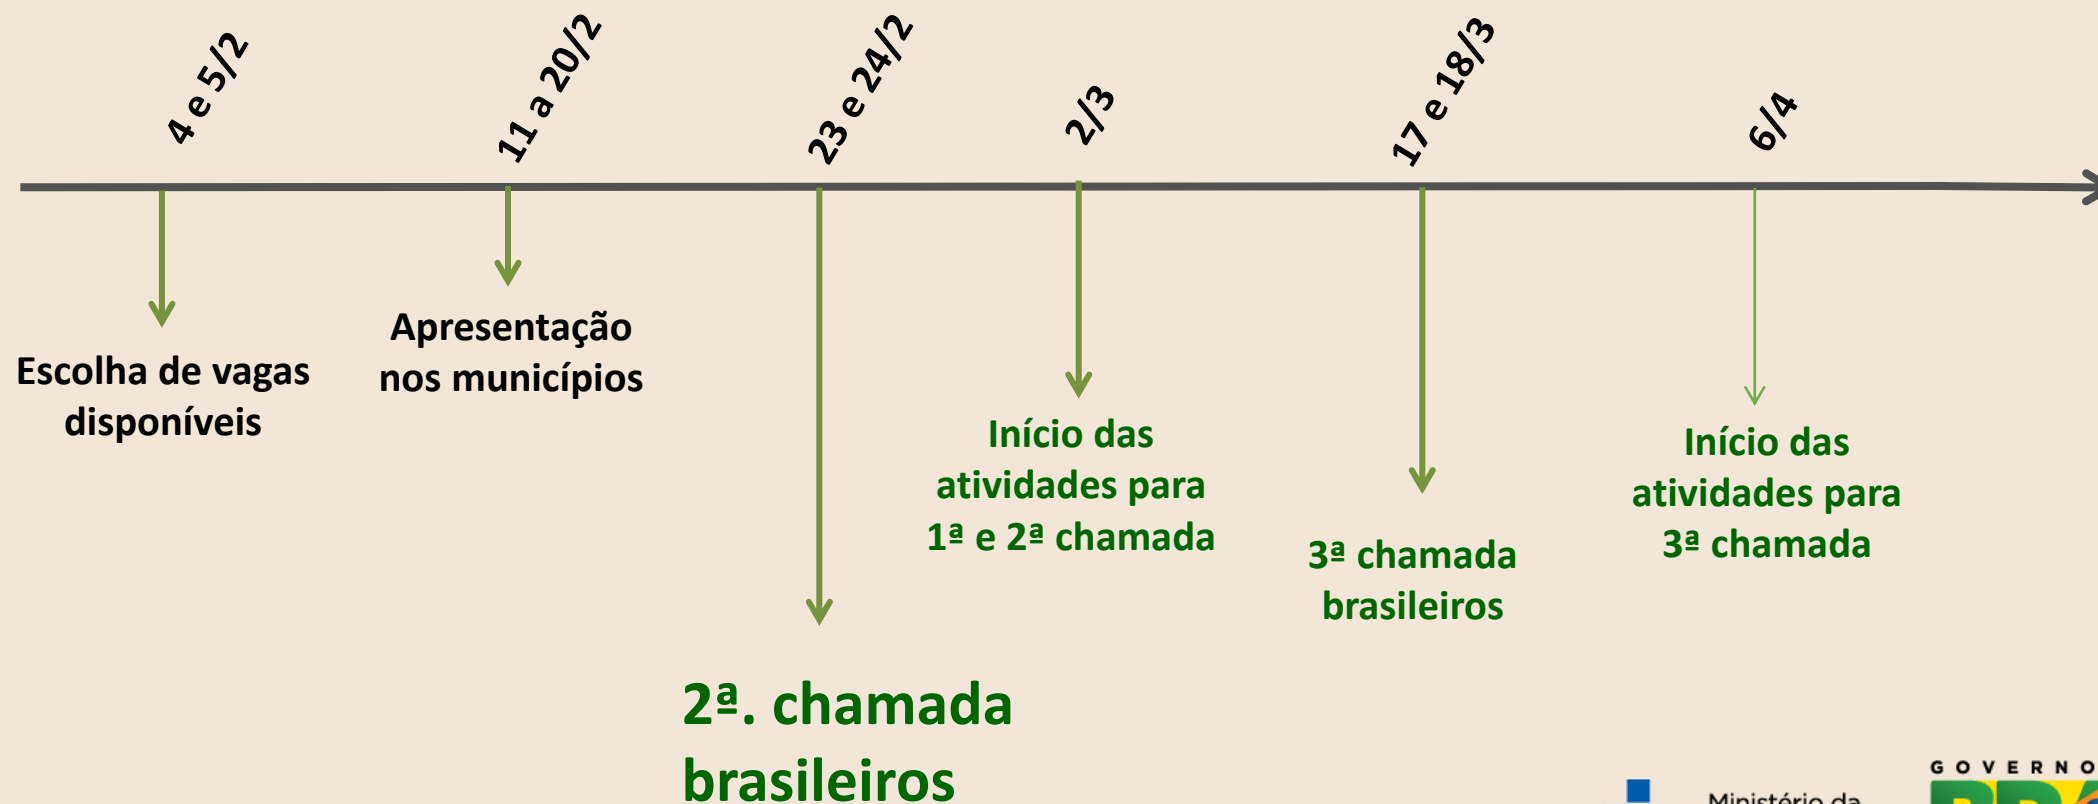 4 e 5/2
11 a 20/2
23 e 24/2
2/3
17 e 18/3
6/4
Escolha de vagas
disponíveis
Apresentação
nos municípios
2ª. chamada
brasileiros
Início das
atividades para
1ª e 2ª chamada
3ª chamada
brasileiros
Início das
atividades para
3ª chamada
Ministério da
GOVERNO